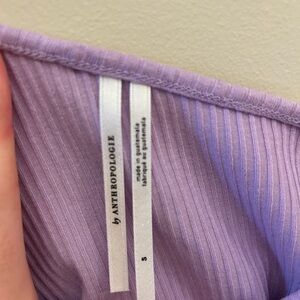 by ANTHROPOLOGIE
made in guatemala
fabriqué au guatemala
S